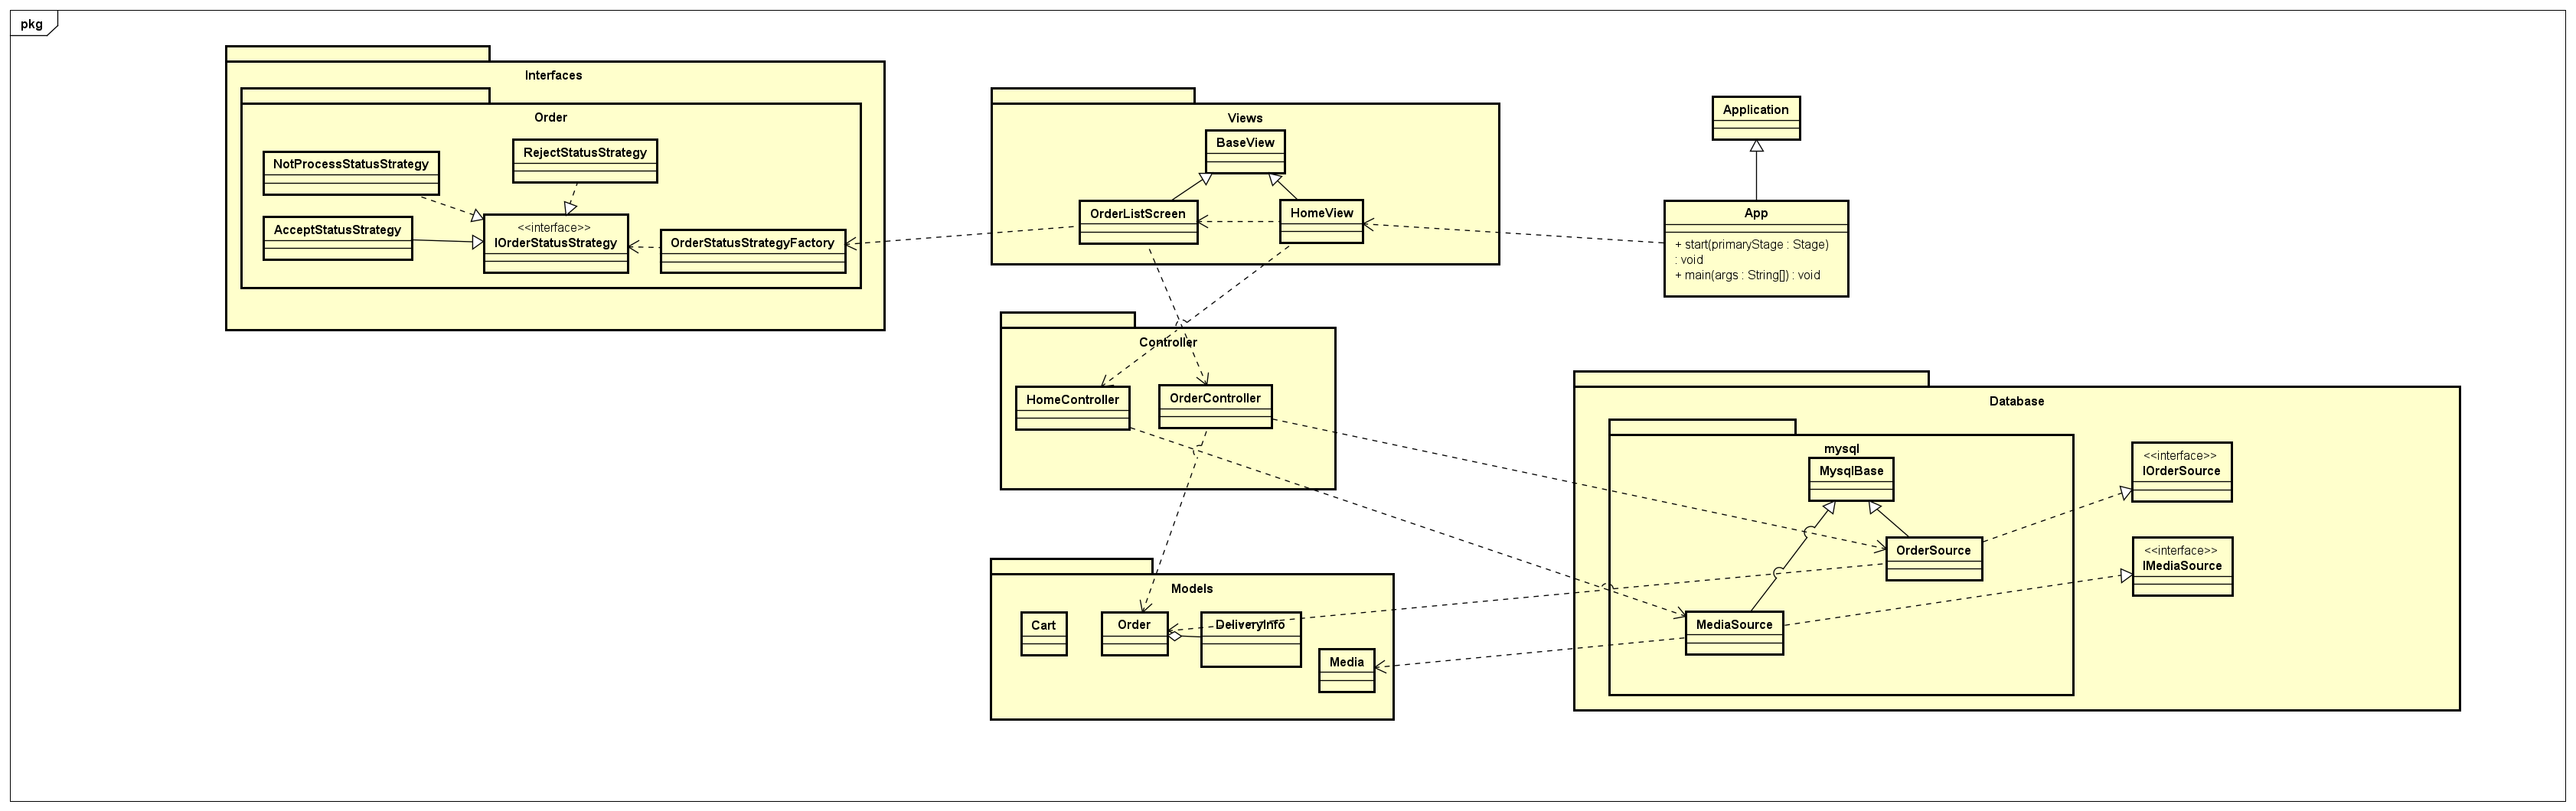 pkg
Interfaces
Order
NotProcessStatusStrategy
RejectStatusStrategy
AcceptStatusStrategy
<<interface>>
IOrderStatusStrategy
OrderStatusStrategyFactory
Views
BaseView
OrderListScreen
HomeView
Application
App
+ start(primaryStage : Stage)
: void
+ main(args : String[]) : void
Controller
HomeController
OrderController
Database
mysql
MysqlBase
OrderSource
MediaSource
<<interface>>
IOrderSource
<<interface>>
IMediaSource
Models
Cart
Order
DeliveryInfo
Media